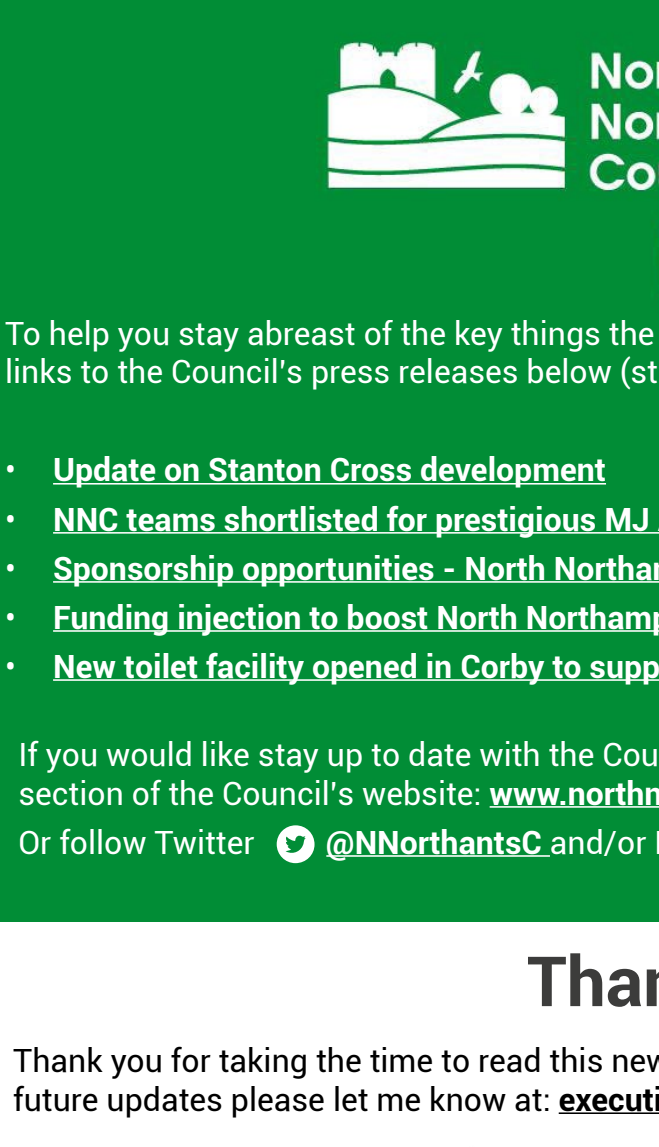 Nor
Nor
Cou
To help you stay abreast of the key things the
links to the Council's press releases below (st
• Update on Stanton Cross development
• NNC teams shortlisted for prestigious MJ
• Sponsorship opportunities - North Northa
• Funding injection to boost North Northamp
• New toilet facility opened in Corby to supp
If you would like stay up to date with the Cou
section of the Council's website: www.northn
Or follow Twitter @NNorthantsC and/or
Than
Thank you for taking the time to read this new
future updates please let me know at: executi